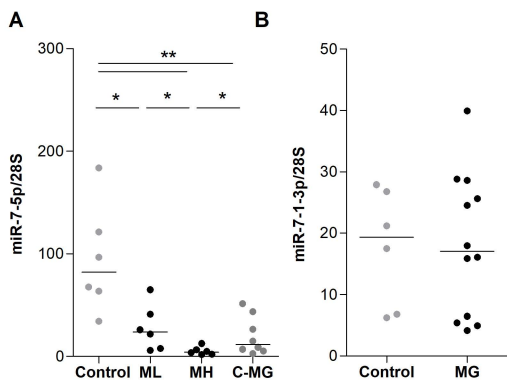 A
miR-7-5p/28S
300
200
100
0
**
* * *
Control ML MH C-MG
B
miR-7-1-3p/28S
50
40
30
20
10
0
Control MG